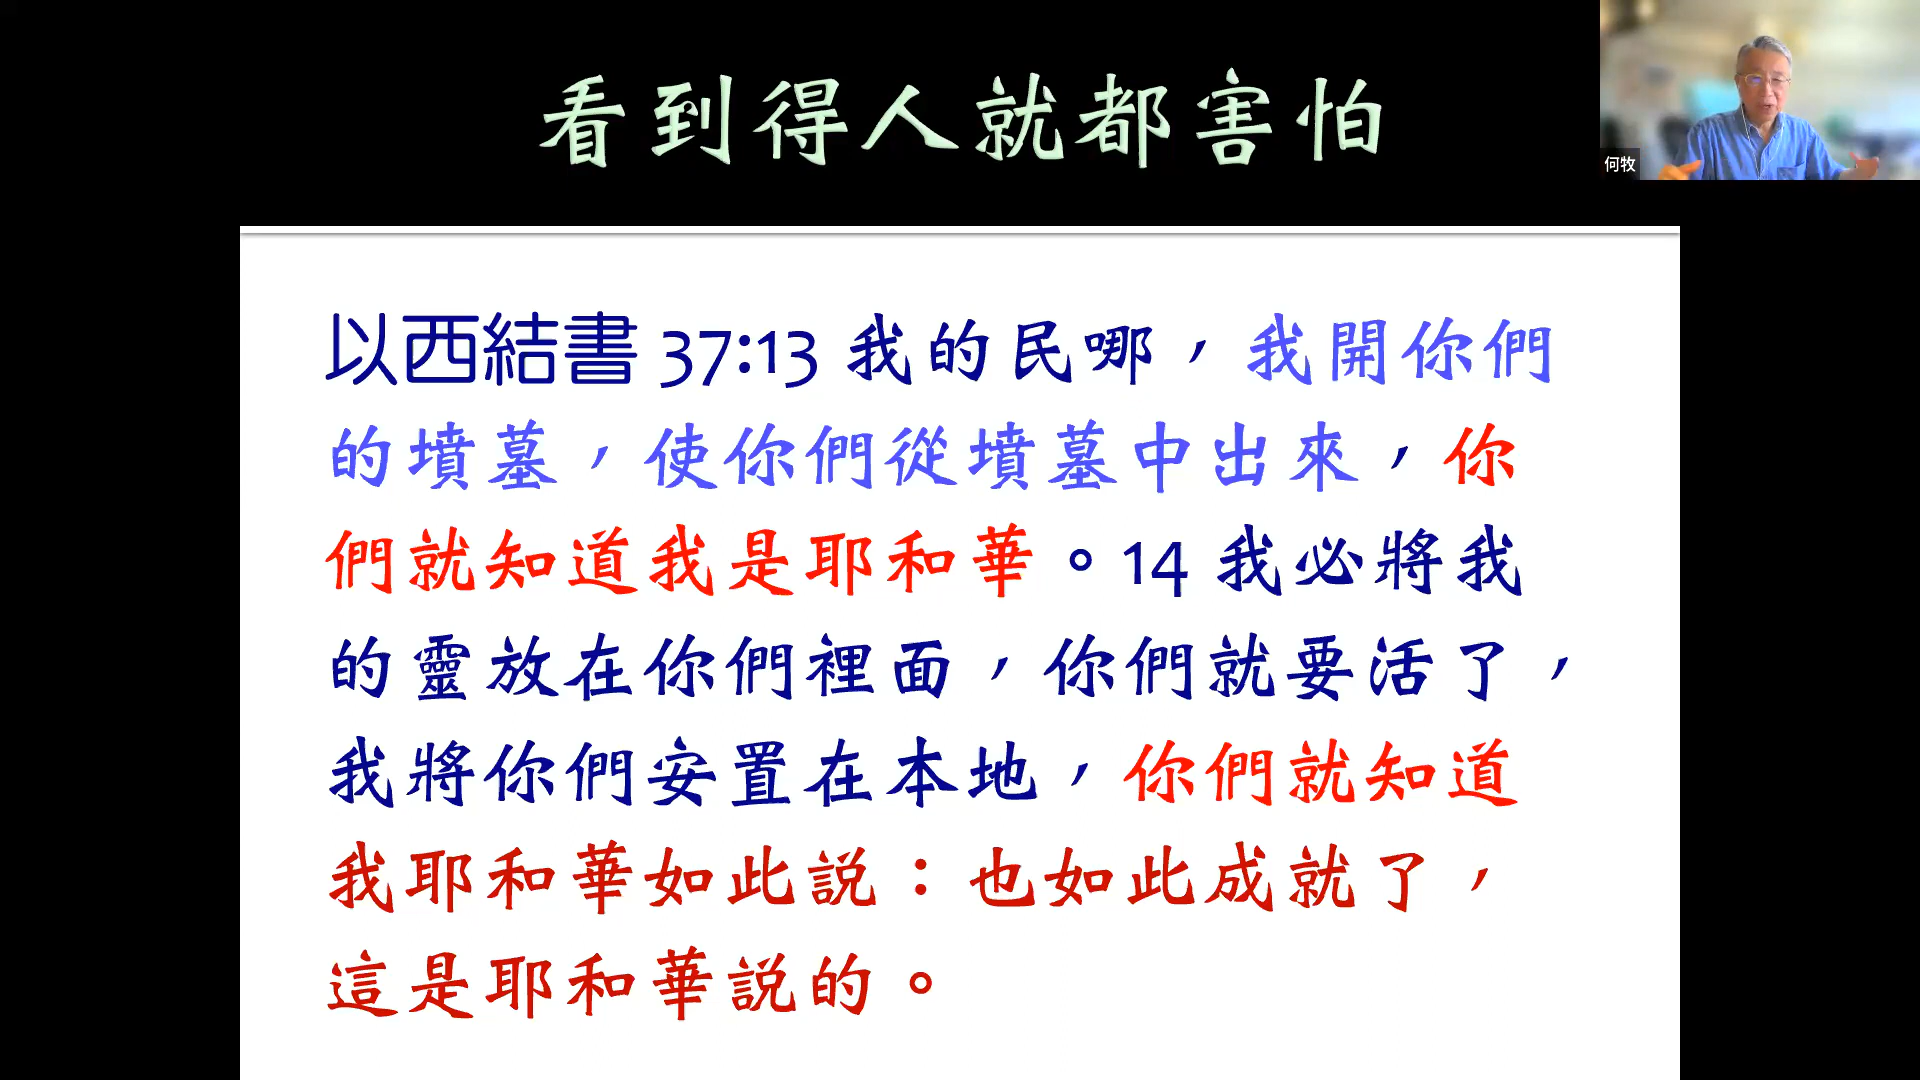 看到得人就都害怕
何牧
以西結書 37:13 我的民哪，我開你們
的墳墓，使你們從墳墓中出來，你
們就知道我是耶和華。14 我必將我
的靈放在你們裡面，你們就要活了，
我將你們安置在本地，你們就知道
我耶和華如此説：也如此成就了，
這是耶和華説的。